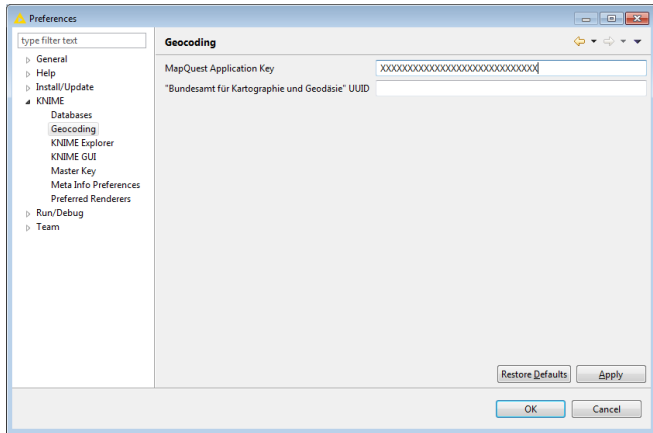 Preferences
type filter text
General
Help
Install/Update
KNIME
Databases
Geocoding
KNIME Explorer
KNIME GUI
Master Key
Meta Info Preferences
Preferred Renderers
Run/Debug
Team
Geocoding
MapQuest Application Key XXXXXXXXXXXXXXXXXXXXXXXXXXXXXX
"Bundesamt für Kartographie und Geodäsie" UUID
Restore Defaults Apply
OK Cancel